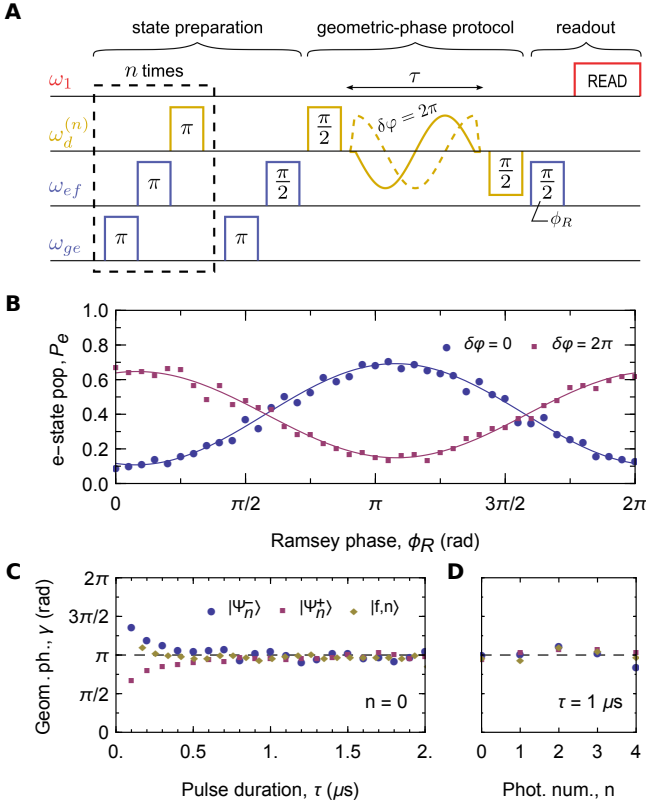 A
state preparation geometric-phase protocol readout
n times
τ
ω₁
READ
ω_d^(n)
π
π/2
δφ = 2π
π/2
ω_ef
π
π/2
π/2
ϕ_R
ω_ge
π
π
B
e-state pop, P_e
1.0
0.8
0.6
0.4
0.2
0.0
δφ = 0 δφ = 2π
0 π/2 π 3π/2 2π
Ramsey phase, ϕ_R (rad)
C
Geom. ph., γ (rad)
2π
3π/2
π
π/2
0
|Ψ_n^-⟩ |Ψ_n^+⟩ |f,n⟩
n = 0
0. 0.5 1. 1.5 2.
Pulse duration, τ (μs)
D
τ = 1 μs
0 1 2 3 4
Phot. num., n